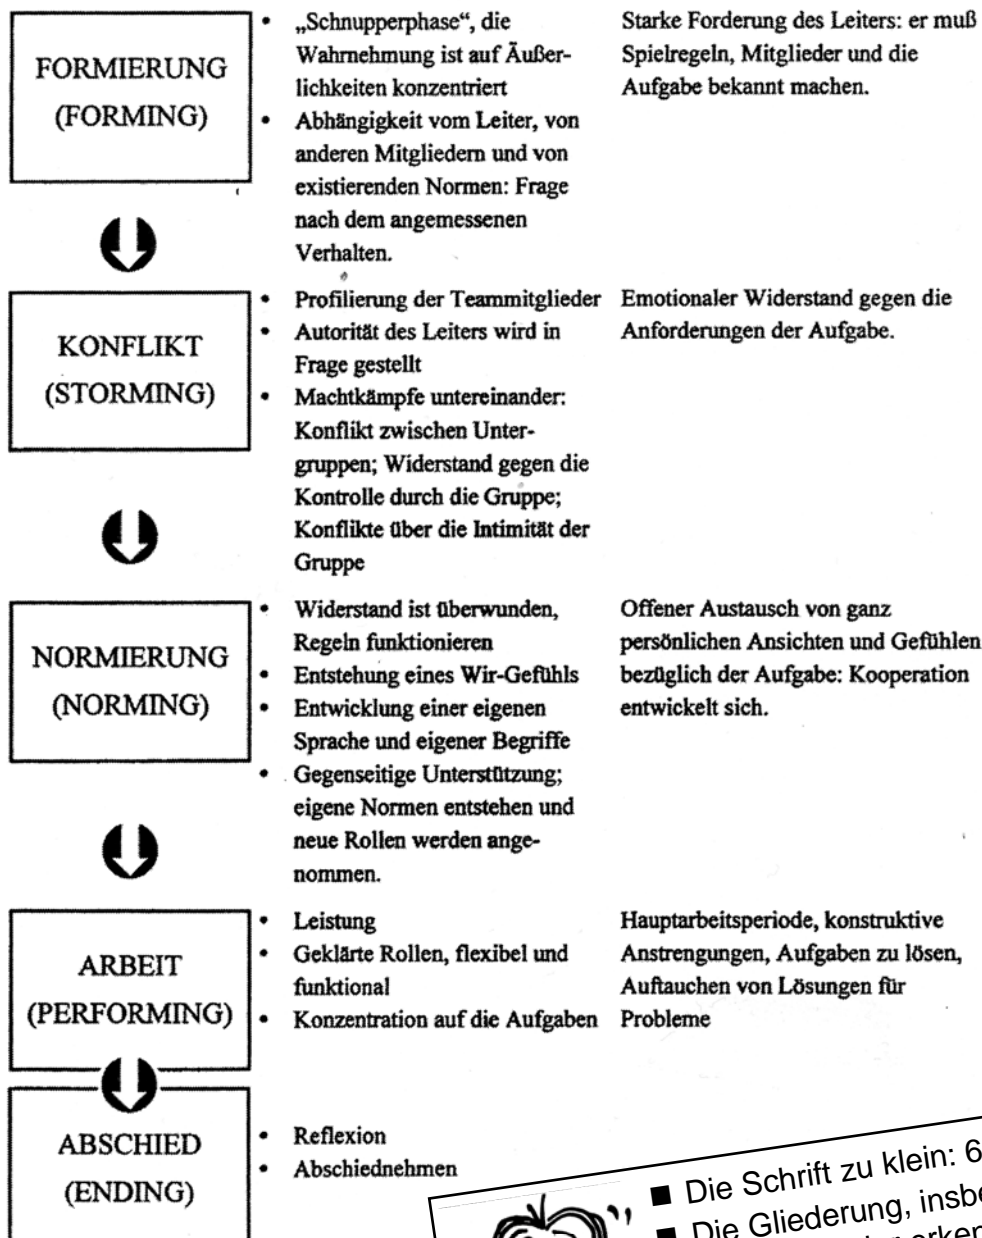 FORMIERUNG
(FORMING)
• „Schnupperphase“, die
Wahrnehmung ist auf Äußer-
lichkeiten konzentriert
• Abhängigkeit vom Leiter, von
anderen Mitgliedern und von
existierenden Normen: Frage
nach dem angemessenen
Verhalten.
Starke Forderung des Leiters: er muß
Spielregeln, Mitglieder und die
Aufgabe bekannt machen.
KONFLIKT
(STORMING)
• Profilierung der Teammitglieder
• Autorität des Leiters wird in
Frage gestellt
• Machtkämpfe untereinander:
Konflikt zwischen Unter-
gruppen; Widerstand gegen die
Kontrolle durch die Gruppe;
Konflikte über die Intimität der
Gruppe
Emotionaler Widerstand gegen die
Anforderungen der Aufgabe.
NORMIERUNG
(NORMING)
• Widerstand ist überwunden,
Regeln funktionieren
• Entstehung eines Wir-Gefühls
• Entwicklung einer eigenen
Sprache und eigener Begriffe
• Gegenseitige Unterstützung;
eigene Normen entstehen und
neue Rollen werden ange-
nommen.
Offener Austausch von ganz
persönlichen Ansichten und Gefühlen
bezüglich der Aufgabe: Kooperation
entwickelt sich.
ARBEIT
(PERFORMING)
• Leistung
• Geklärte Rollen, flexibel und
funktional
• Konzentration auf die Aufgaben
Hauptarbeitsperiode, konstruktive
Anstrengungen, Aufgaben zu lösen,
Auftauchen von Lösungen für
Probleme
ABSCHIED
(ENDING)
• Reflexion
• Abschiednehmen
■ Die Schrift zu klein: 6
■ Die Gliederung,